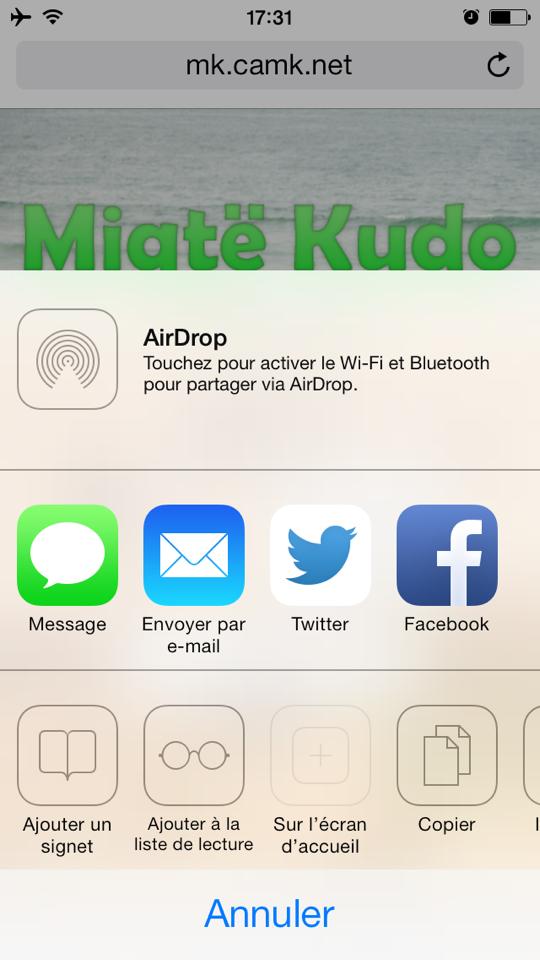 17:31
mk.camk.net
Miatë Kudo
AirDrop
Touchez pour activer le Wi-Fi et Bluetooth
pour partager via AirDrop.
Message
Envoyer par
e-mail
Twitter
Facebook
Ajouter un
signet
Ajouter à la
liste de lecture
Sur l’écran
d’accueil
Copier
Annuler